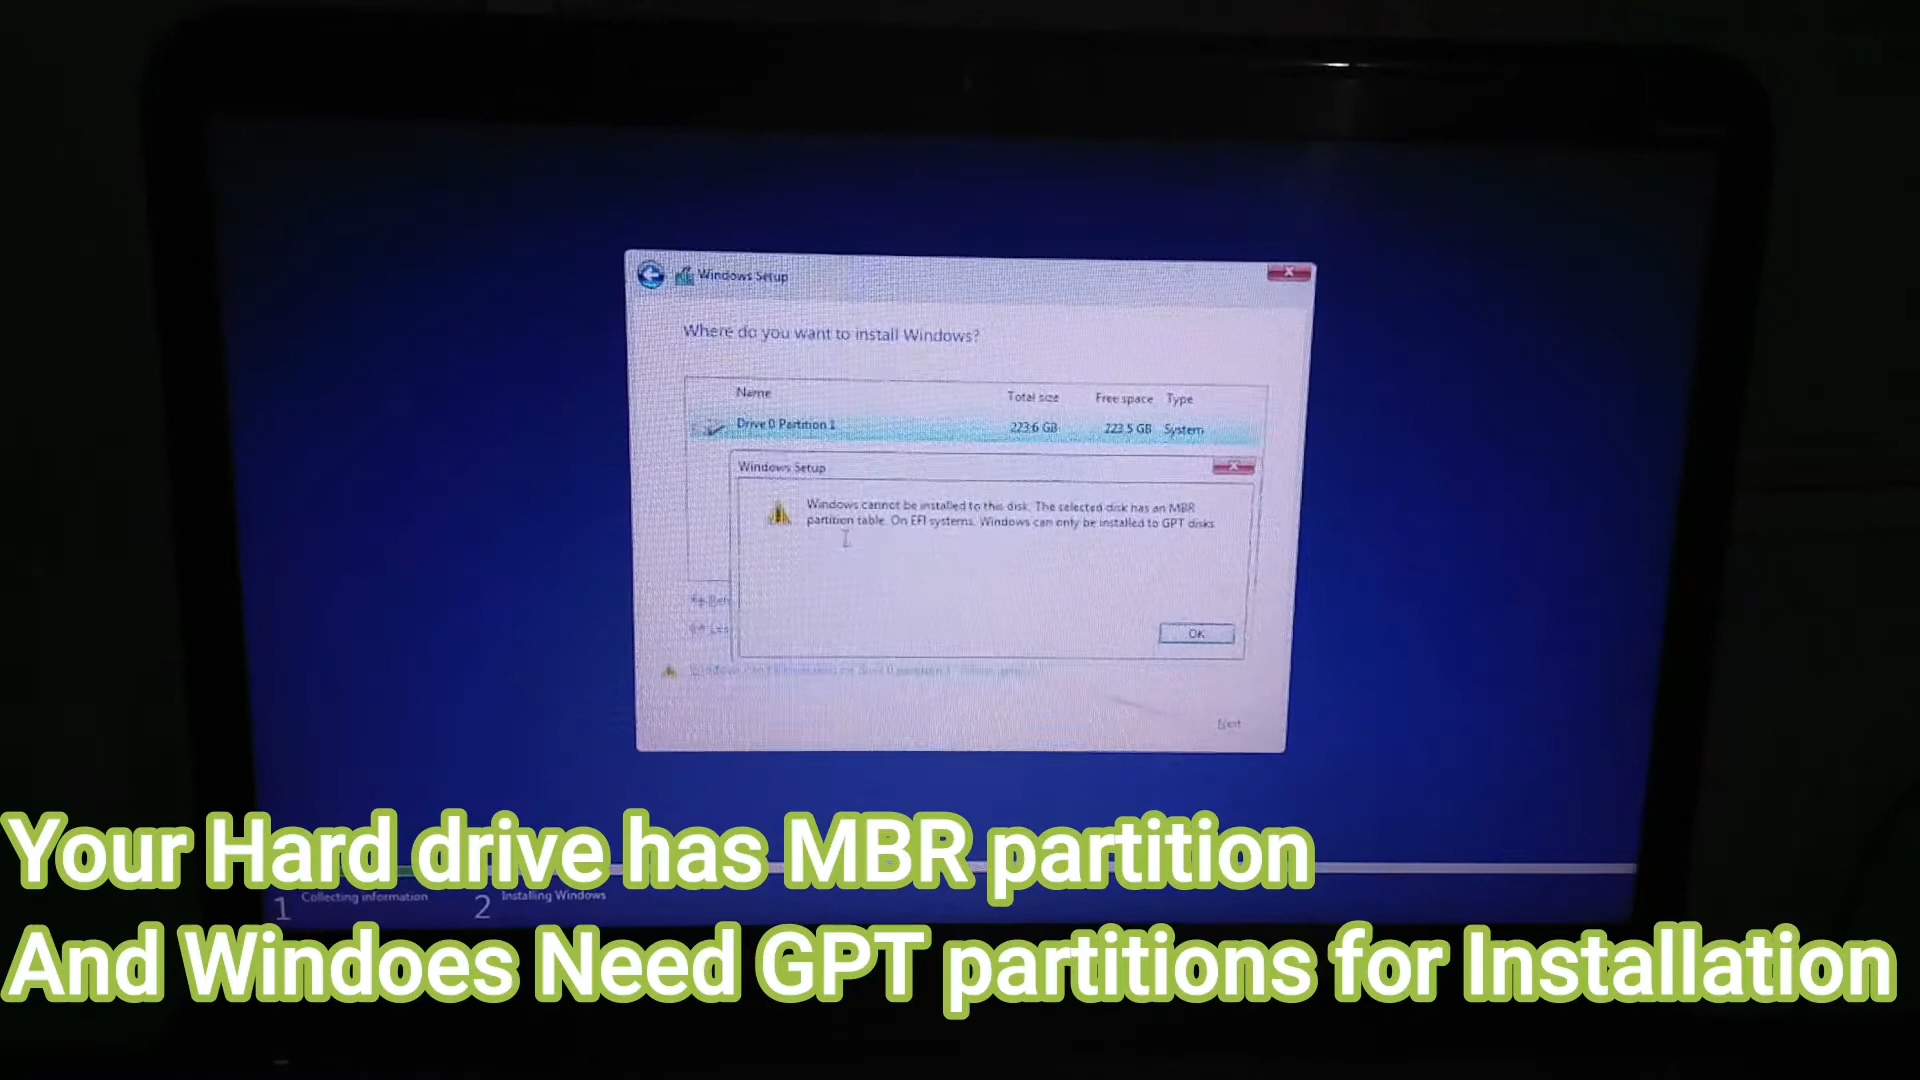 Windows Setup
Where do you want to install Windows?
Name Total size Free space Type
Drive 0 Partition 1 223.6 GB 223.5 GB System
Windows Setup
Windows cannot be installed to this disk. The selected disk has an MBR
partition table. On EFI systems, Windows can only be installed to GPT disks.
OK
Next
Your Hard drive has MBR partition
1 Collecting information 2 Installing Windows
And Windoes Need GPT partitions for Installation